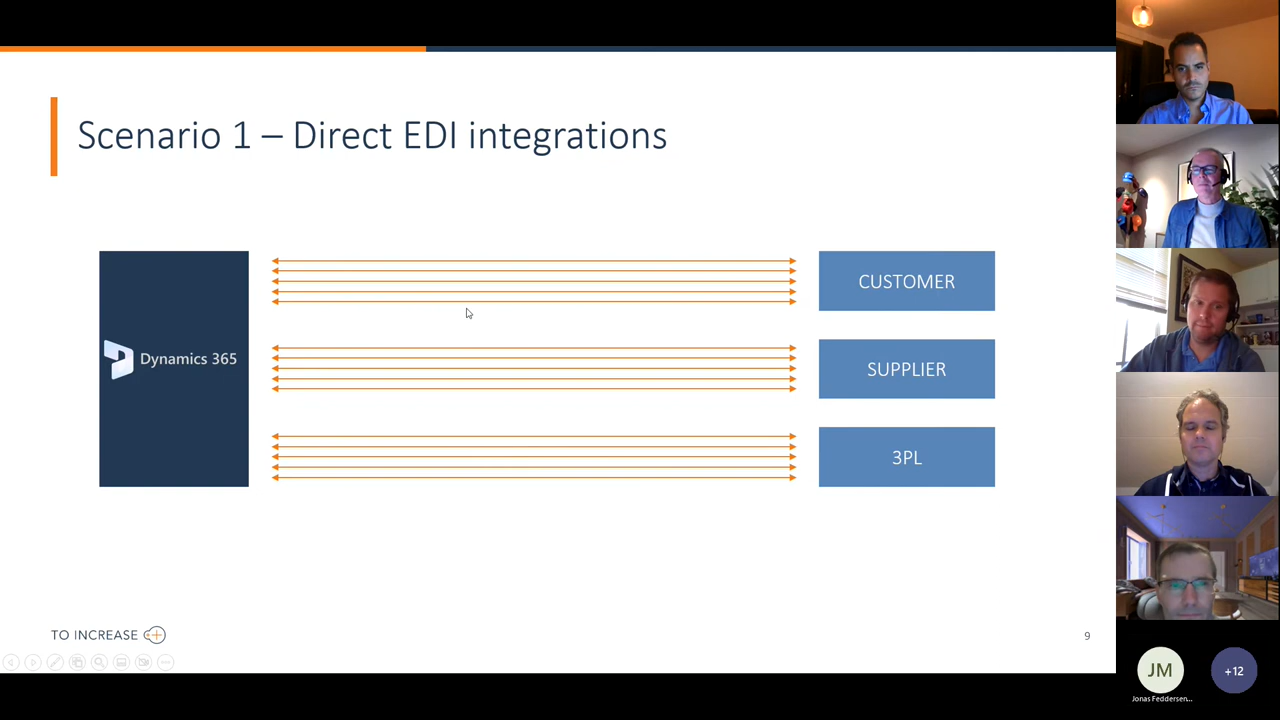 Scenario 1 – Direct EDI integrations
Dynamics 365
CUSTOMER
SUPPLIER
3PL
TO INCREASE
9
JM
+12
Jonas Feddersen...